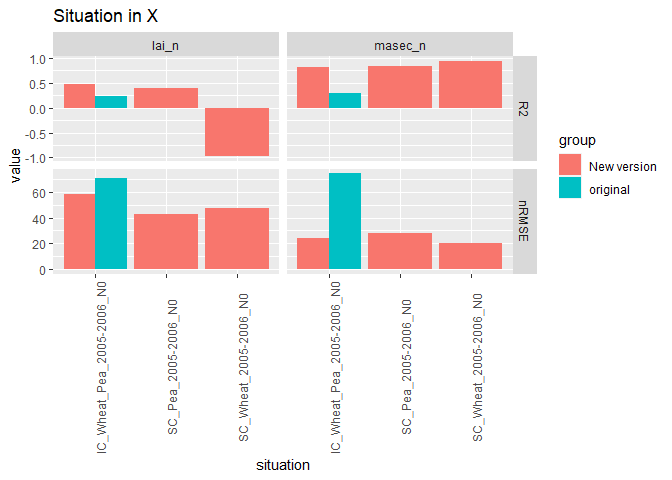 Situation in X
lai_n
masec_n
1.0
0.5
0.0
-0.5
-1.0
R2
60
40
20
0
nRMSE
value
IC_Wheat_Pea_2005-2006_N0
SC_Pea_2005-2006_N0
SC_Wheat_2005-2006_N0
IC_Wheat_Pea_2005-2006_N0
SC_Pea_2005-2006_N0
SC_Wheat_2005-2006_N0
situation
group
New version
original